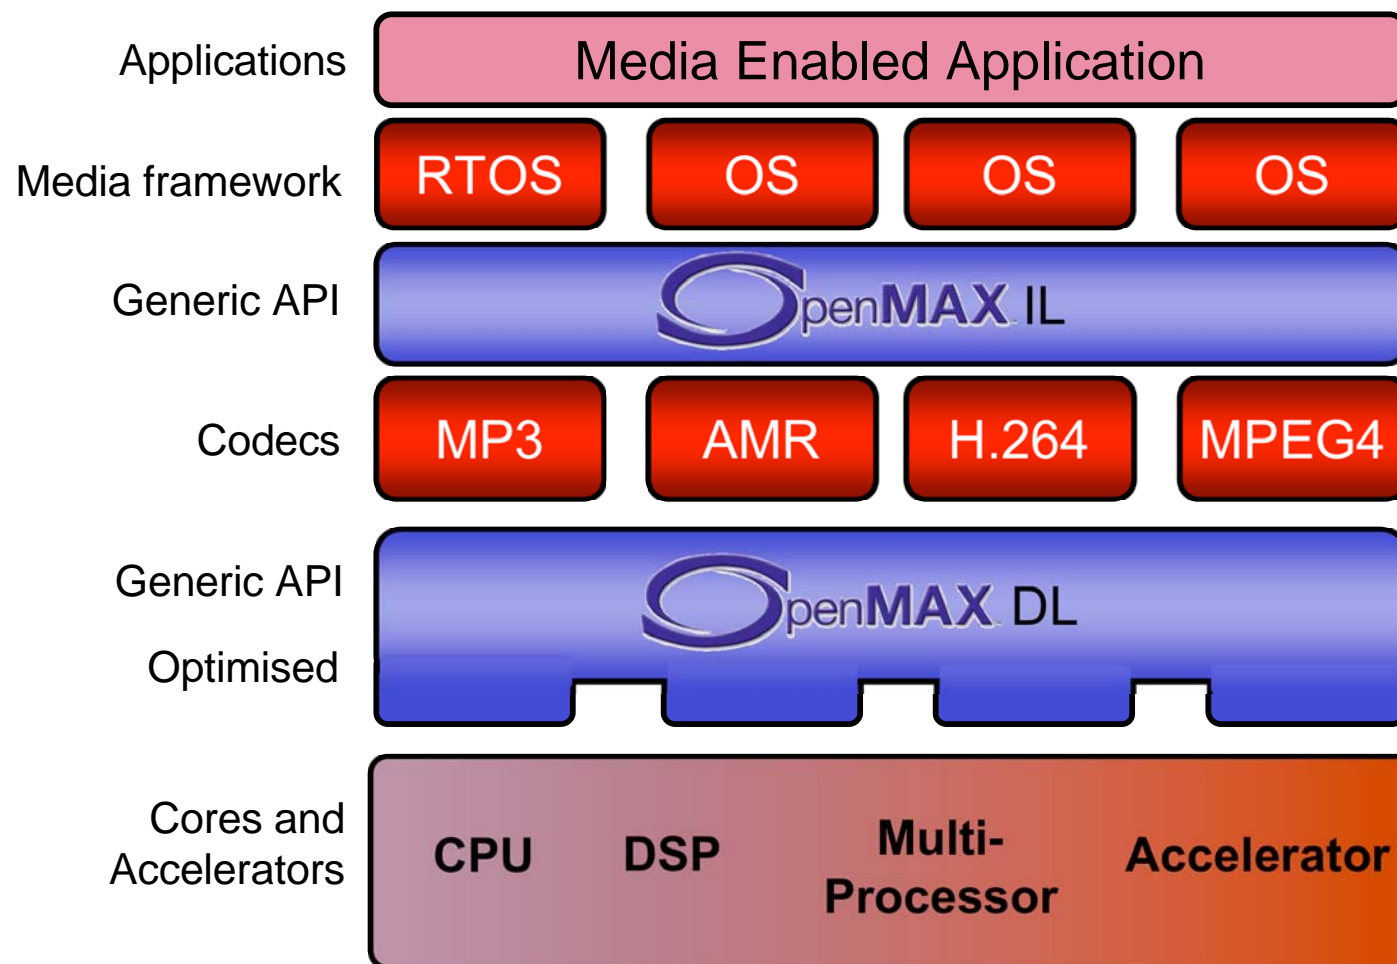 Applications
Media Enabled Application
Media framework
RTOS
OS
OS
OS
Generic API
OpenMAX IL
Codecs
MP3
AMR
H.264
MPEG4
Generic API
OpenMAX DL
Optimised
Cores and
Accelerators
CPU
DSP
Multi-
Processor
Accelerator